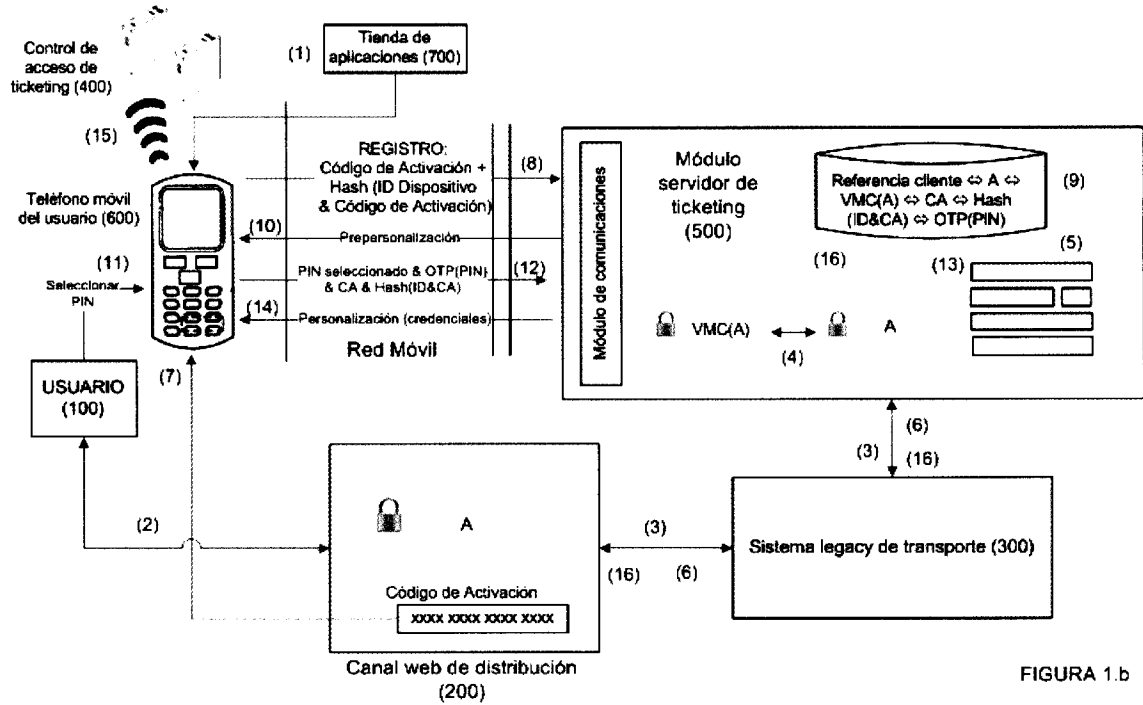 Control de
acceso de
ticketing (400)
(1)
Tienda de
aplicaciones (700)
(15)
Teléfono móvil
del usuario (600)
REGISTRO:
Código de Activación +
Hash (ID Dispositivo
& Código de Activación)
(8)
(10)
Prepersonalización
(11)
Seleccionar
PIN
PIN seleccionado & OTP(PIN)
& CA & Hash(ID&CA)
(12)
(14)
Personalización (credenciales)
Red Móvil
Módulo de comunicaciones
Módulo
servidor de
ticketing
(500)
Referencia cliente ⇔ A ⇔
VMC(A) ⇔ CA ⇔ Hash
(ID&CA) ⇔ OTP(PIN)
(9)
(5)
(16)
(13)
VMC(A)
(4)
A
USUARIO
(100)
(7)
(6)
(3)
(16)
(2)
A
Código de Activación
xxxx xxxx xxxx xxxx
(3)
(16)
(6)
Sistema legacy de transporte (300)
Canal web de distribución
(200)
FIGURA 1.b